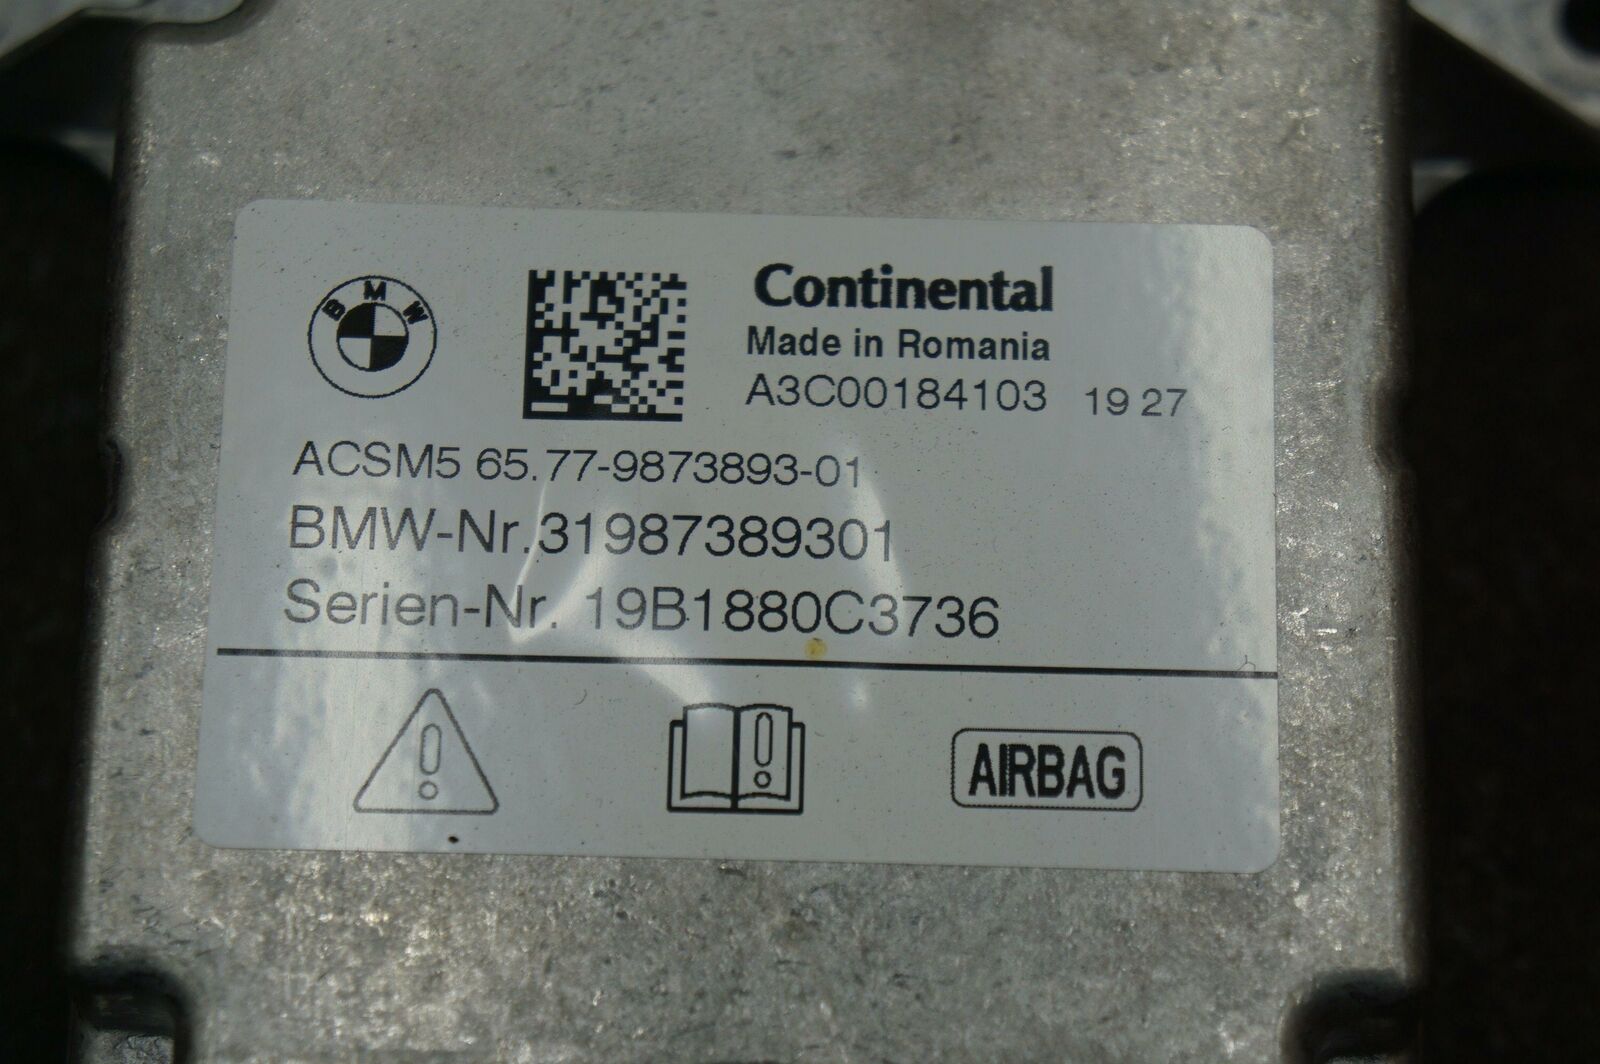 BMW
Continental
Made in Romania
A3C00184103 19 27
ACSM5 65.77-9873893-01
BMW-Nr.31987389301
Serien-Nr. 19B1880C3736
AIRBAG